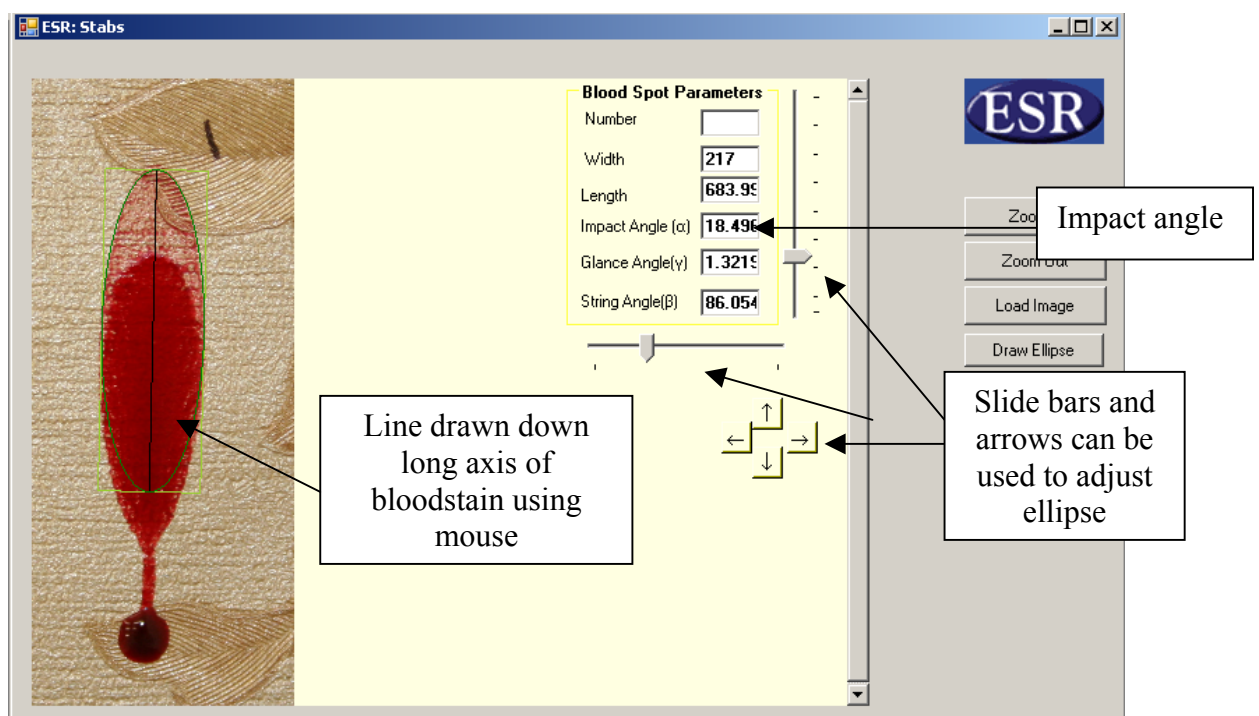 ESR: Stabs
Blood Spot Parameters
Number
Width 217
Length 683.99
Impact Angle (α) 18.496
Glance Angle(γ) 1.3219
String Angle(β) 86.054
ESR
Impact angle
Zoom Out
Load Image
Draw Ellipse
Line drawn down
long axis of
bloodstain using
mouse
Slide bars and
arrows can be
used to adjust
ellipse